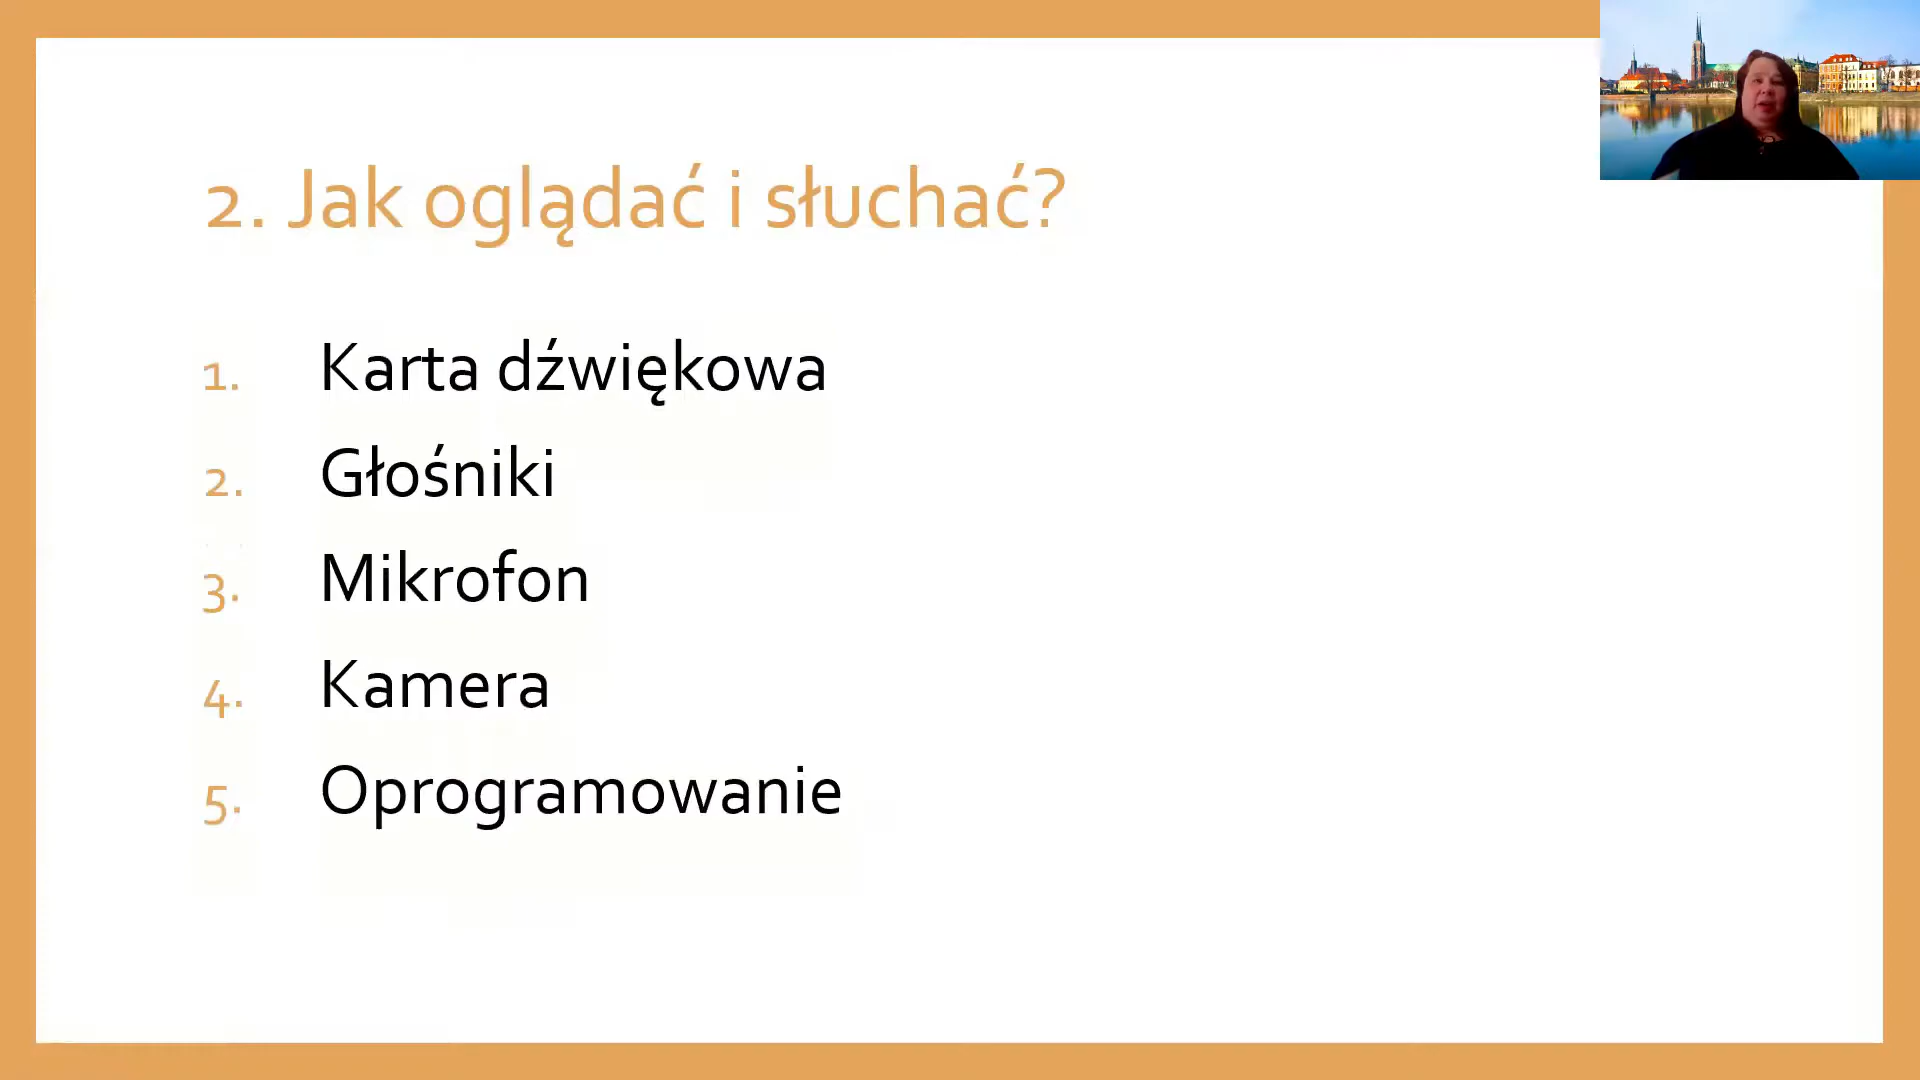 2. Jak oglądać i słuchać?
1. Karta dźwiękowa
2. Głośniki
3. Mikrofon
4. Kamera
5. Oprogramowanie